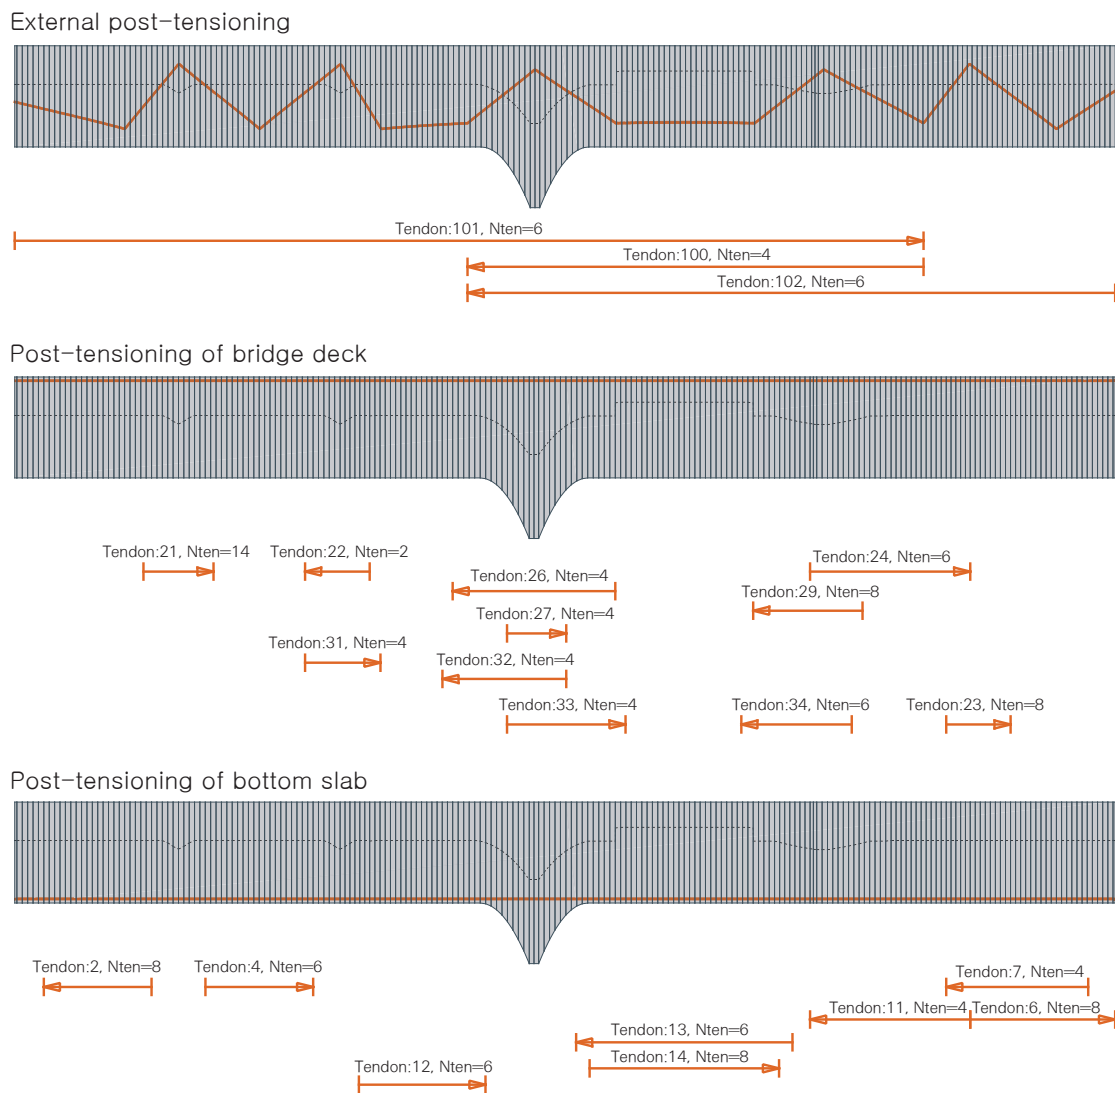 External post-tensioning
Tendon:101, Nten=6
Tendon:100, Nten=4
Tendon:102, Nten=6
Post-tensioning of bridge deck
Tendon:21, Nten=14
Tendon:22, Nten=2
Tendon:24, Nten=6
Tendon:26, Nten=4
Tendon:29, Nten=8
Tendon:27, Nten=4
Tendon:31, Nten=4
Tendon:32, Nten=4
Tendon:33, Nten=4
Tendon:34, Nten=6
Tendon:23, Nten=8
Post-tensioning of bottom slab
Tendon:2, Nten=8
Tendon:4, Nten=6
Tendon:7, Nten=4
Tendon:11, Nten=4
Tendon:6, Nten=8
Tendon:13, Nten=6
Tendon:14, Nten=8
Tendon:12, Nten=6